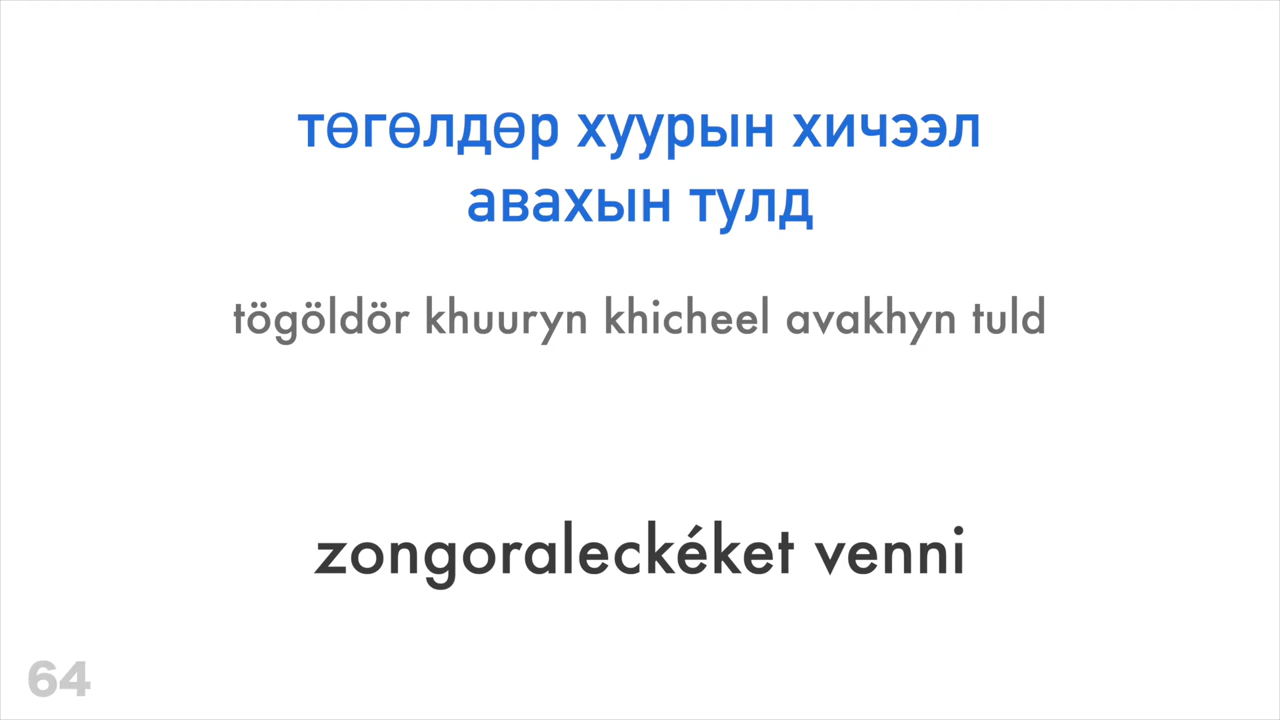 төгөлдөр хуурын хичээл
авахын тулд
tögöldör khuuryn khicheel avakhyn tuld
zongoraleckéket venni
64